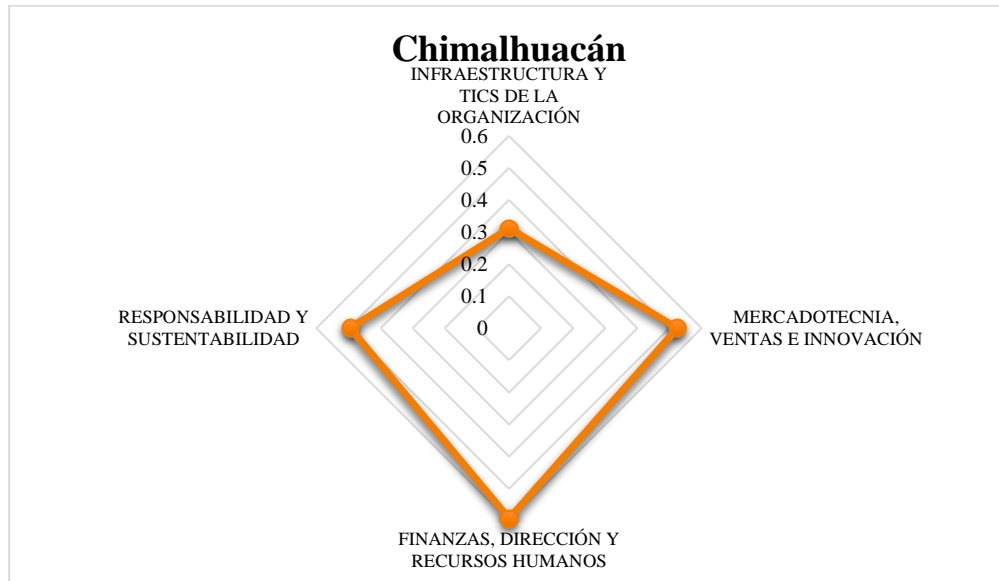 Chimalhuacán
INFRAESTRUCTURA Y
TICS DE LA
ORGANIZACIÓN
0.6
0.5
0.4
0.3
0.2
0.1
0
RESPONSABILIDAD Y
SUSTENTABILIDAD
MERCADOTECNIA,
VENTAS E INNOVACIÓN
FINANZAS, DIRECCIÓN Y
RECURSOS HUMANOS